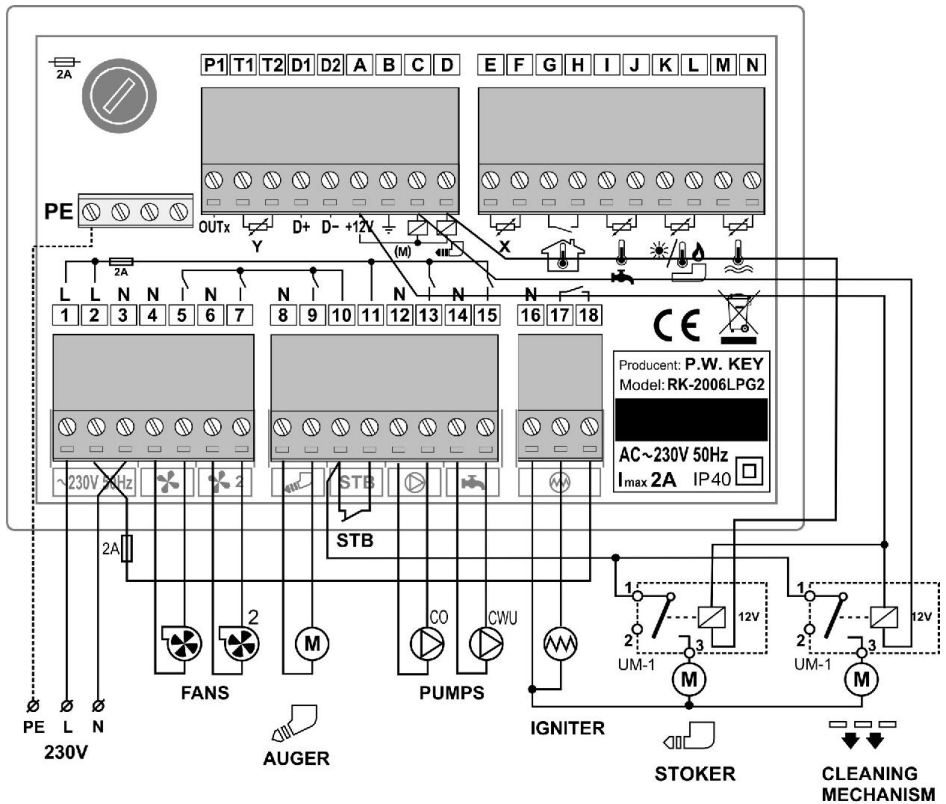 2A
P1 T1 T2 D1 D2 A B C D
E F G H I J K L M N
PE
OUTx Y D+ D− +12V (M) X
2A
L L N N N N N N N
1 2 3 4 5 6 7
8 9 10 11 12 13 14 15
16 17 18
CE
Producent: P.W. KEY
Model: RK-2006LPG2
AC~230V 50Hz
Imax 2A IP40
~230V 50Hz 2 STB
STB
2A
1 12V 1 12V
2 3 2 3
UM-1 UM-1
2 M CO CWU M M
FANS PUMPS
IGNITER
PE L N
230V
AUGER
STOKER
CLEANING
MECHANISM